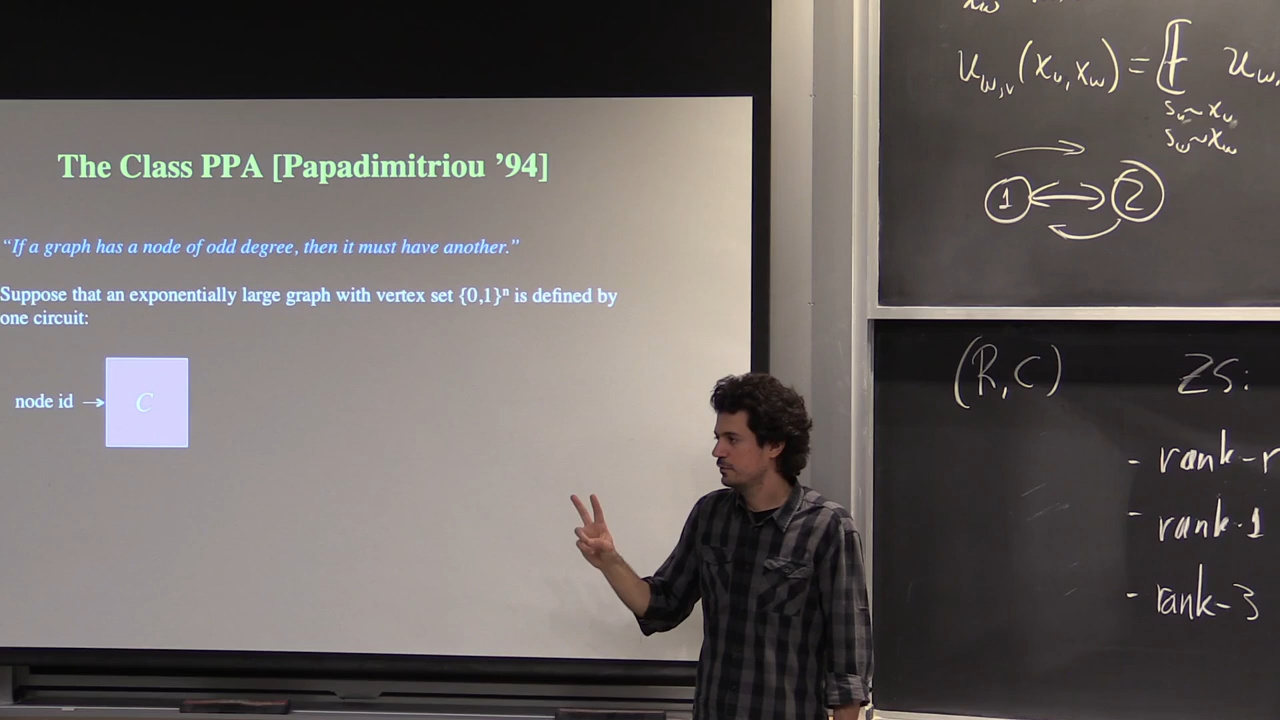 The Class PPA [Papadimitriou '94]
“If a graph has a node of odd degree, then it must have another.”
Suppose that an exponentially large graph with vertex set {0,1}ⁿ is defined by
one circuit:
node id → C
1 2
(R, C) ZS:
- rank-r
- rank-1
- rank-3